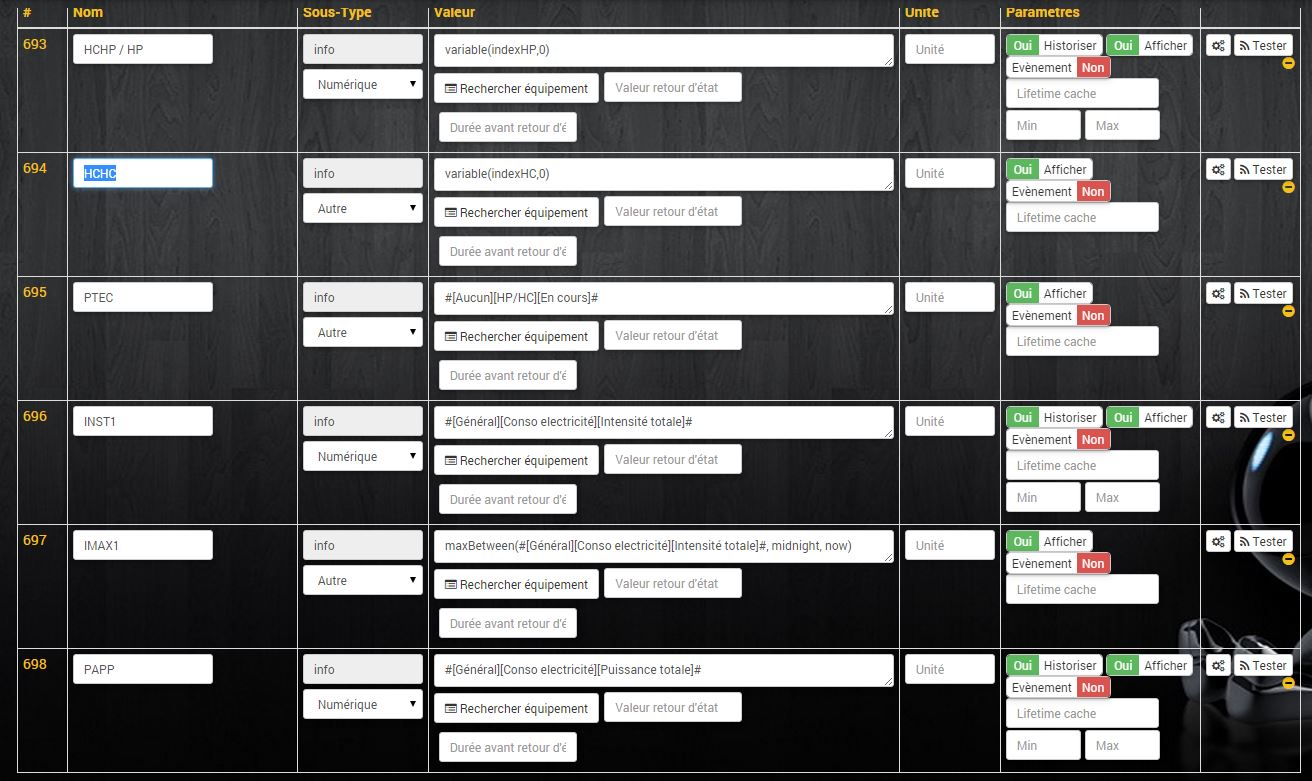 # Nom Sous-Type Valeur Unité Paramètres
693 HCHP / HP info variable(indexHP,0) Unité Oui Historiser Oui Afficher Tester
Numérique Rechercher équipement Valeur retour d'état Evènement Non
Lifetime cache
Durée avant retour d'é Min Max
694 HCHC info variable(indexHC,0) Unité Oui Afficher Tester
Autre Rechercher équipement Valeur retour d'état Evènement Non
Lifetime cache
Durée avant retour d'é
695 PTEC info #[Aucun][HP/HC][En cours]# Unité Oui Afficher Tester
Autre Rechercher équipement Valeur retour d'état Evènement Non
Lifetime cache
Durée avant retour d'é
696 INST1 info #[Général][Conso electricité][Intensité totale]# Unité Oui Historiser Oui Afficher Tester
Numérique Rechercher équipement Valeur retour d'état Evènement Non
Lifetime cache
Durée avant retour d'é Min Max
697 IMAX1 info maxBetween(#[Général][Conso electricité][Intensité totale]#, midnight, now) Unité Oui Afficher Tester
Autre Rechercher équipement Valeur retour d'état Evènement Non
Lifetime cache
Durée avant retour d'é
698 PAPP info #[Général][Conso electricité][Puissance totale]# Unité Oui Historiser Oui Afficher Tester
Numérique Rechercher équipement Valeur retour d'état Evènement Non
Lifetime cache
Durée avant retour d'é Min Max